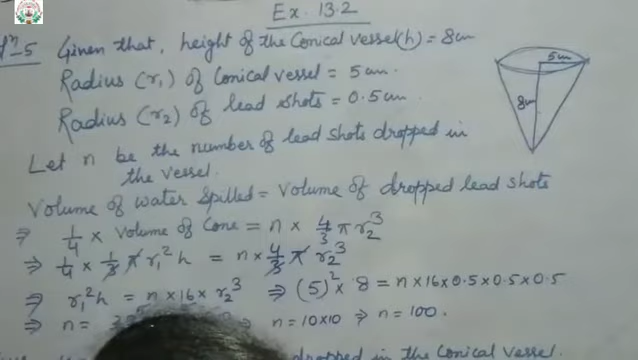 Ex. 13.2
Given that, height of the Conical vessel (h) = 8cm
Radius (r₁) of Conical vessel = 5 cm.
Radius (r₂) of lead shots = 0.5 cm
5cm
8cm
Let n be the number of lead shots dropped in
the vessel.
Volume of water spilled = Volume of dropped lead shots
⇒ 1/4 × Volume of Cone = n × 4/3 π r₂³
⇒ 1/4 × 1/3 π r₁² h = n × 4/3 π r₂³
⇒ r₁² h = n × 16 × r₂³ ⇒ (5)² × 8 = n × 16 × 0.5 × 0.5 × 0.5
⇒ n = ⇒ n = 10 × 10 ⇒ n = 100.
dropped in the Conical vessel.